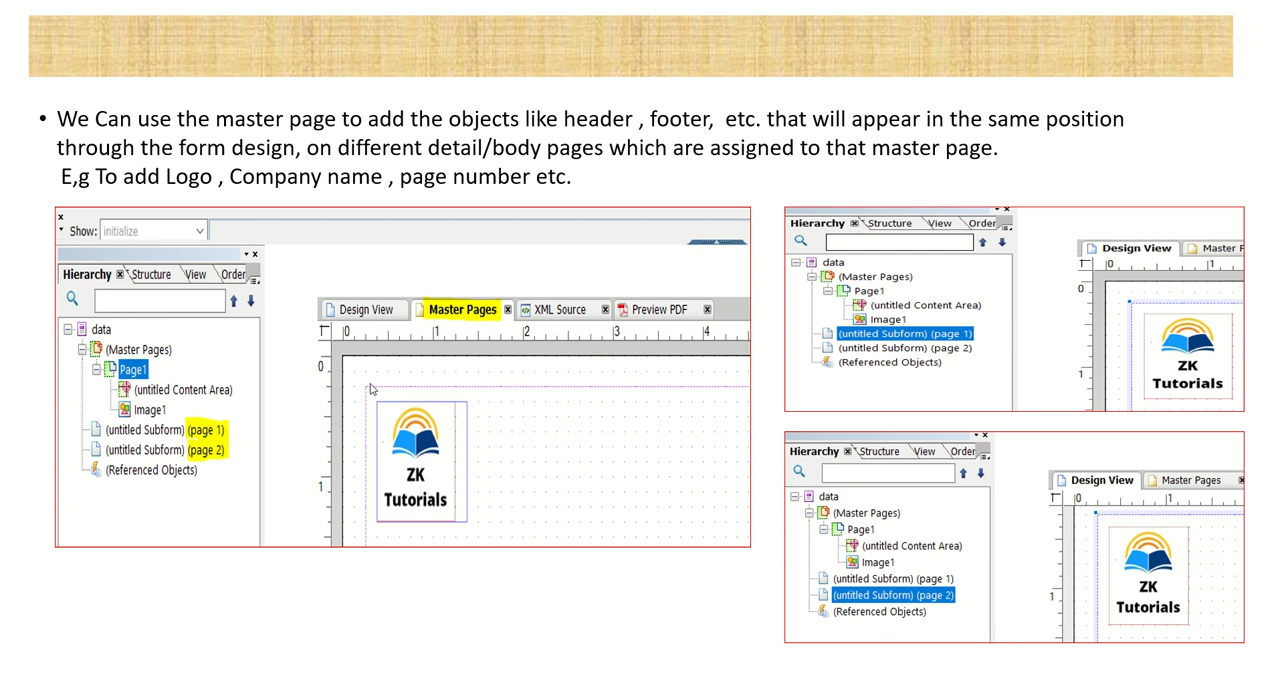 • We Can use the master page to add the objects like header , footer,  etc. that will appear in the same position
through the form design, on different detail/body pages which are assigned to that master page.
E,g To add Logo , Company name , page number etc.
x
Show: initialize
x
Hierarchy Structure View Order
data
(Master Pages)
Page1
(untitled Content Area)
Image1
(untitled Subform) (page 1)
(untitled Subform) (page 2)
(Referenced Objects)
Design View Master Pages XML Source Preview PDF
0 1 2 3 4
0
1
ZK
Tutorials
x
Hierarchy Structure View Order
data
(Master Pages)
Page1
(untitled Content Area)
Image1
(untitled Subform) (page 1)
(untitled Subform) (page 2)
(Referenced Objects)
Design View Master F
0 1
0
1
ZK
Tutorials
x
Hierarchy Structure View Order
data
(Master Pages)
Page1
(untitled Content Area)
Image1
(untitled Subform) (page 1)
(untitled Subform) (page 2)
(Referenced Objects)
Design View Master Pages
0 1
1
ZK
Tutorials